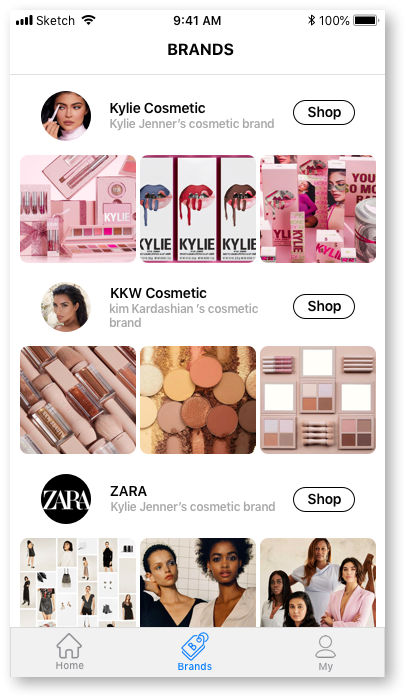 Sketch 9:41 AM 100%
BRANDS
Kylie Cosmetic
Kylie Jenner's cosmetic brand
Shop
KYLIE
KYLIE KYLIE KYLIE
KYLIE
KKW Cosmetic
kim Kardashian 's cosmetic
brand
Shop
ZARA
ZARA
Kylie Jenner's cosmetic brand
Shop
Home
Brands
My